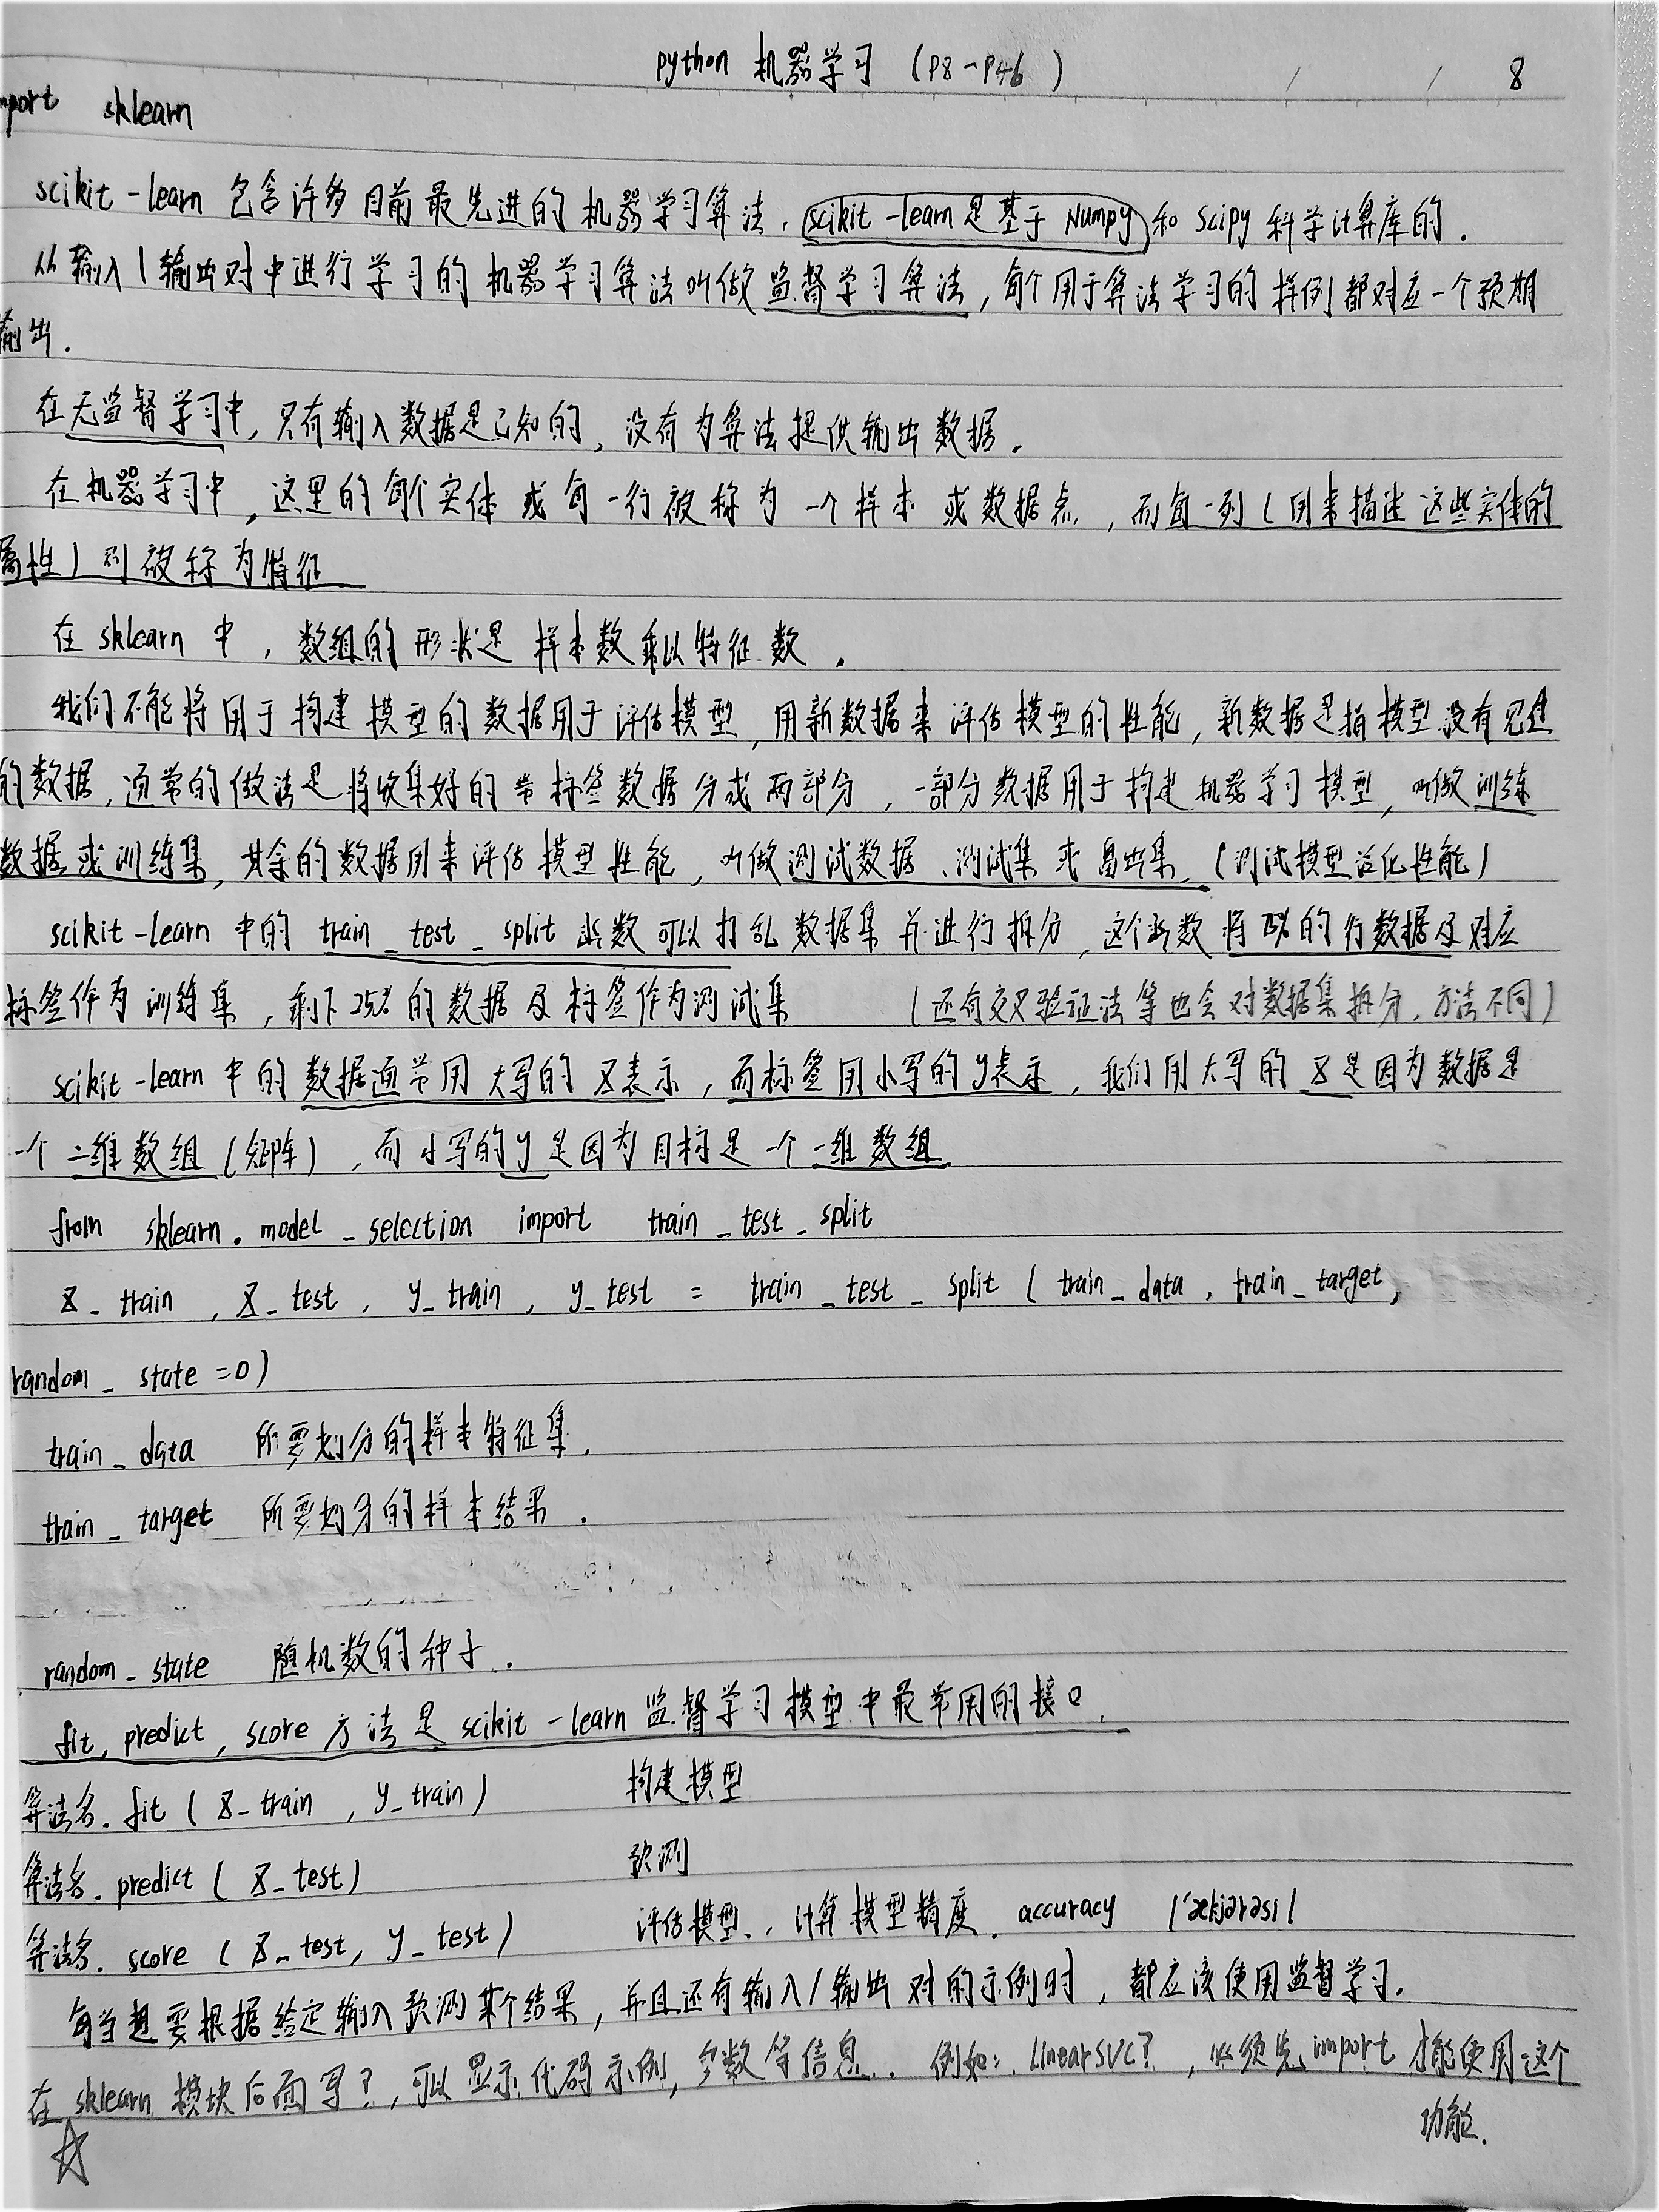 python 机器学习 (P8-P46) / / 8
mport sklearn
scikit-learn 包含许多目前最先进的机器学习算法. scikit-learn是基于Numpy和Scipy科学计算库的.
从输入/输出对中进行学习的机器学习算法叫做监督学习算法, 每个用于算法学习的样例都对应一个预期
输出.
在无监督学习中, 只有输入数据是已知的, 没有为算法提供输出数据.
在机器学习中, 这里的每个实体或每一行被称为一个样本或数据点, 而每一列(用来描述这些实体的
属性)则被称为特征
在sklearn中, 数组的形状是样本数乘以特征数.
我们不能将用于构建模型的数据用于评估模型, 用新数据来评估模型的性能, 新数据是指模型没有见过
的数据, 通常的做法是将收集好的带标签数据分成两部分, 一部分数据用于构建机器学习模型, 叫做训练
数据或训练集, 其余的数据用来评估模型性能, 叫做测试数据、测试集或留出集. (测试模型泛化性能)
scikit-learn中的train_test_split函数可以打乱数据集并进行拆分, 这个函数将75%的行数据及对应
标签作为训练集, 剩下25%的数据及标签作为测试集 (还有交叉验证法等也会对数据集拆分, 方法不同)
scikit-learn中的数据通常用大写的X表示, 而标签用小写的y表示, 我们用大写的X是因为数据是
一个二维数组(矩阵), 而小写的y是因为目标是一个一维数组.
from sklearn.model_selection import train_test_split
X_train, X_test, y_train, y_test = train_test_split(train_data, train_target,
random_state=0)
train_data 所要划分的样本特征集.
train_target 所要划分的样本结果.
random_state 随机数的种子.
fit, predict, score方法是scikit-learn监督学习模型中最常用的接口.
算法名.fit(X_train, y_train) 构建模型
算法名.predict(X_test) 预测
算法名.score(X_test, y_test) 评估模型, 计算模型精度. accuracy /ˈækjərəsi/
每当想要根据给定输入预测某个结果, 并且还有输入/输出对的示例时, 都应该使用监督学习.
在sklearn模块后面写?, 可以显示代码示例, 参数等信息. 例如: LinearSVC?, 必须先import才能使用这个
功能.